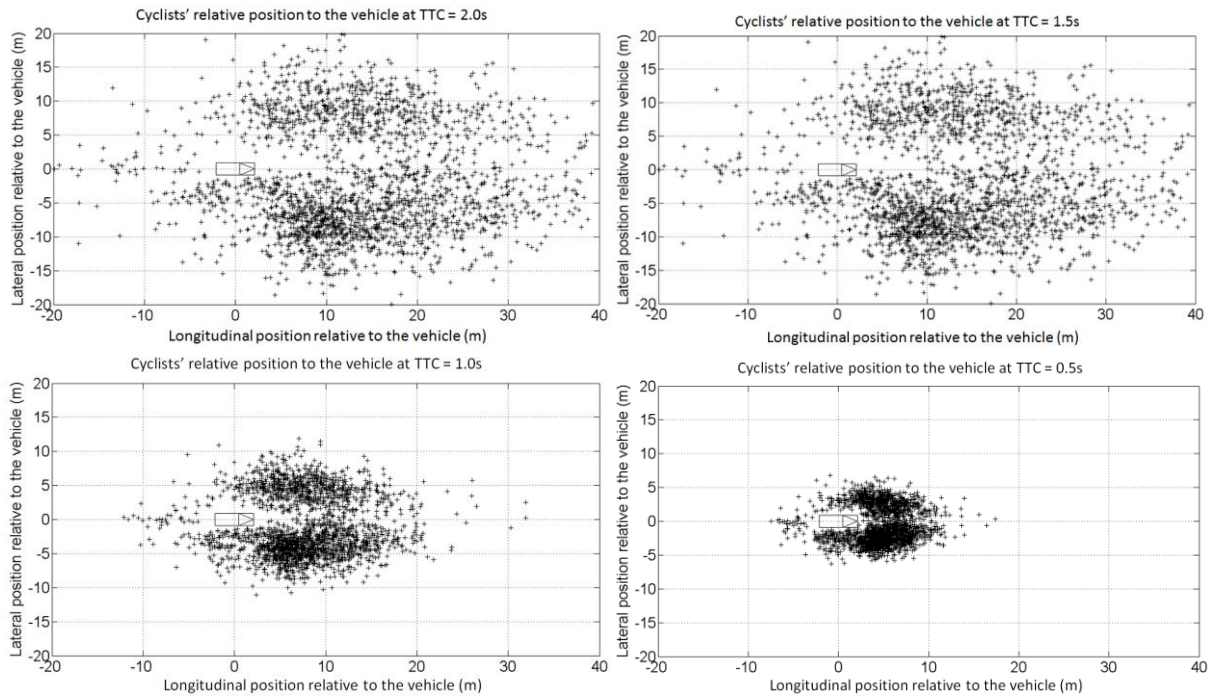 Cyclists' relative position to the vehicle at TTC = 2.0s
Lateral position relative to the vehicle (m)
20
15
10
5
0
-5
-10
-15
-20
-20 -10 0 10 20 30 40
Longitudinal position relative to the vehicle (m)
Cyclists' relative position to the vehicle at TTC = 1.5s
Lateral position relative to the vehicle (m)
20
15
10
5
0
-5
-10
-15
-20
-20 -10 0 10 20 30 40
Longitudinal position relative to the vehicle (m)
Cyclists' relative position to the vehicle at TTC = 1.0s
Lateral position relative to the vehicle (m)
20
15
10
5
0
-5
-10
-15
-20
-20 -10 0 10 20 30 40
Longitudinal position relative to the vehicle (m)
Cyclists' relative position to the vehicle at TTC = 0.5s
Lateral position relative to the vehicle (m)
20
15
10
5
0
-5
-10
-15
-20
-20 -10 0 10 20 30 40
Longitudinal position relative to the vehicle (m)